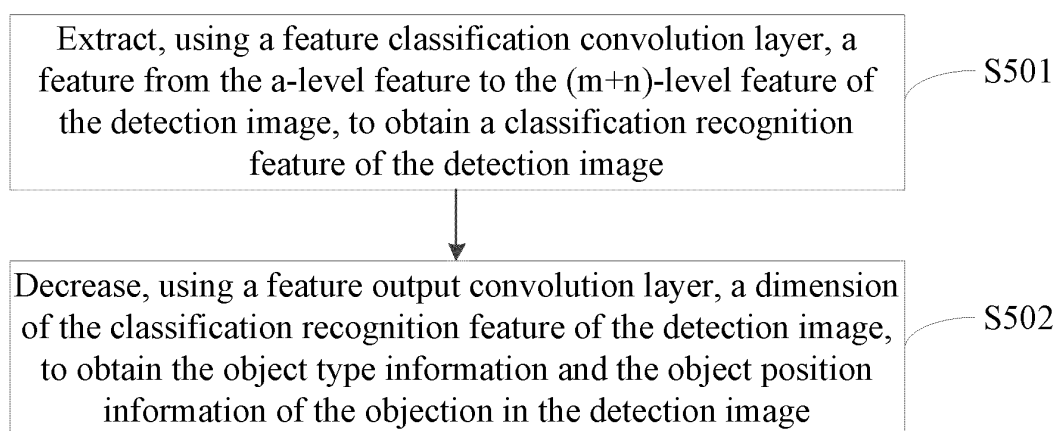 Extract, using a feature classification convolution layer, a
feature from the a-level feature to the (m+n)-level feature of
the detection image, to obtain a classification recognition
feature of the detection image
S501
Decrease, using a feature output convolution layer, a dimension
of the classification recognition feature of the detection image,
to obtain the object type information and the object position
information of the objection in the detection image
S502